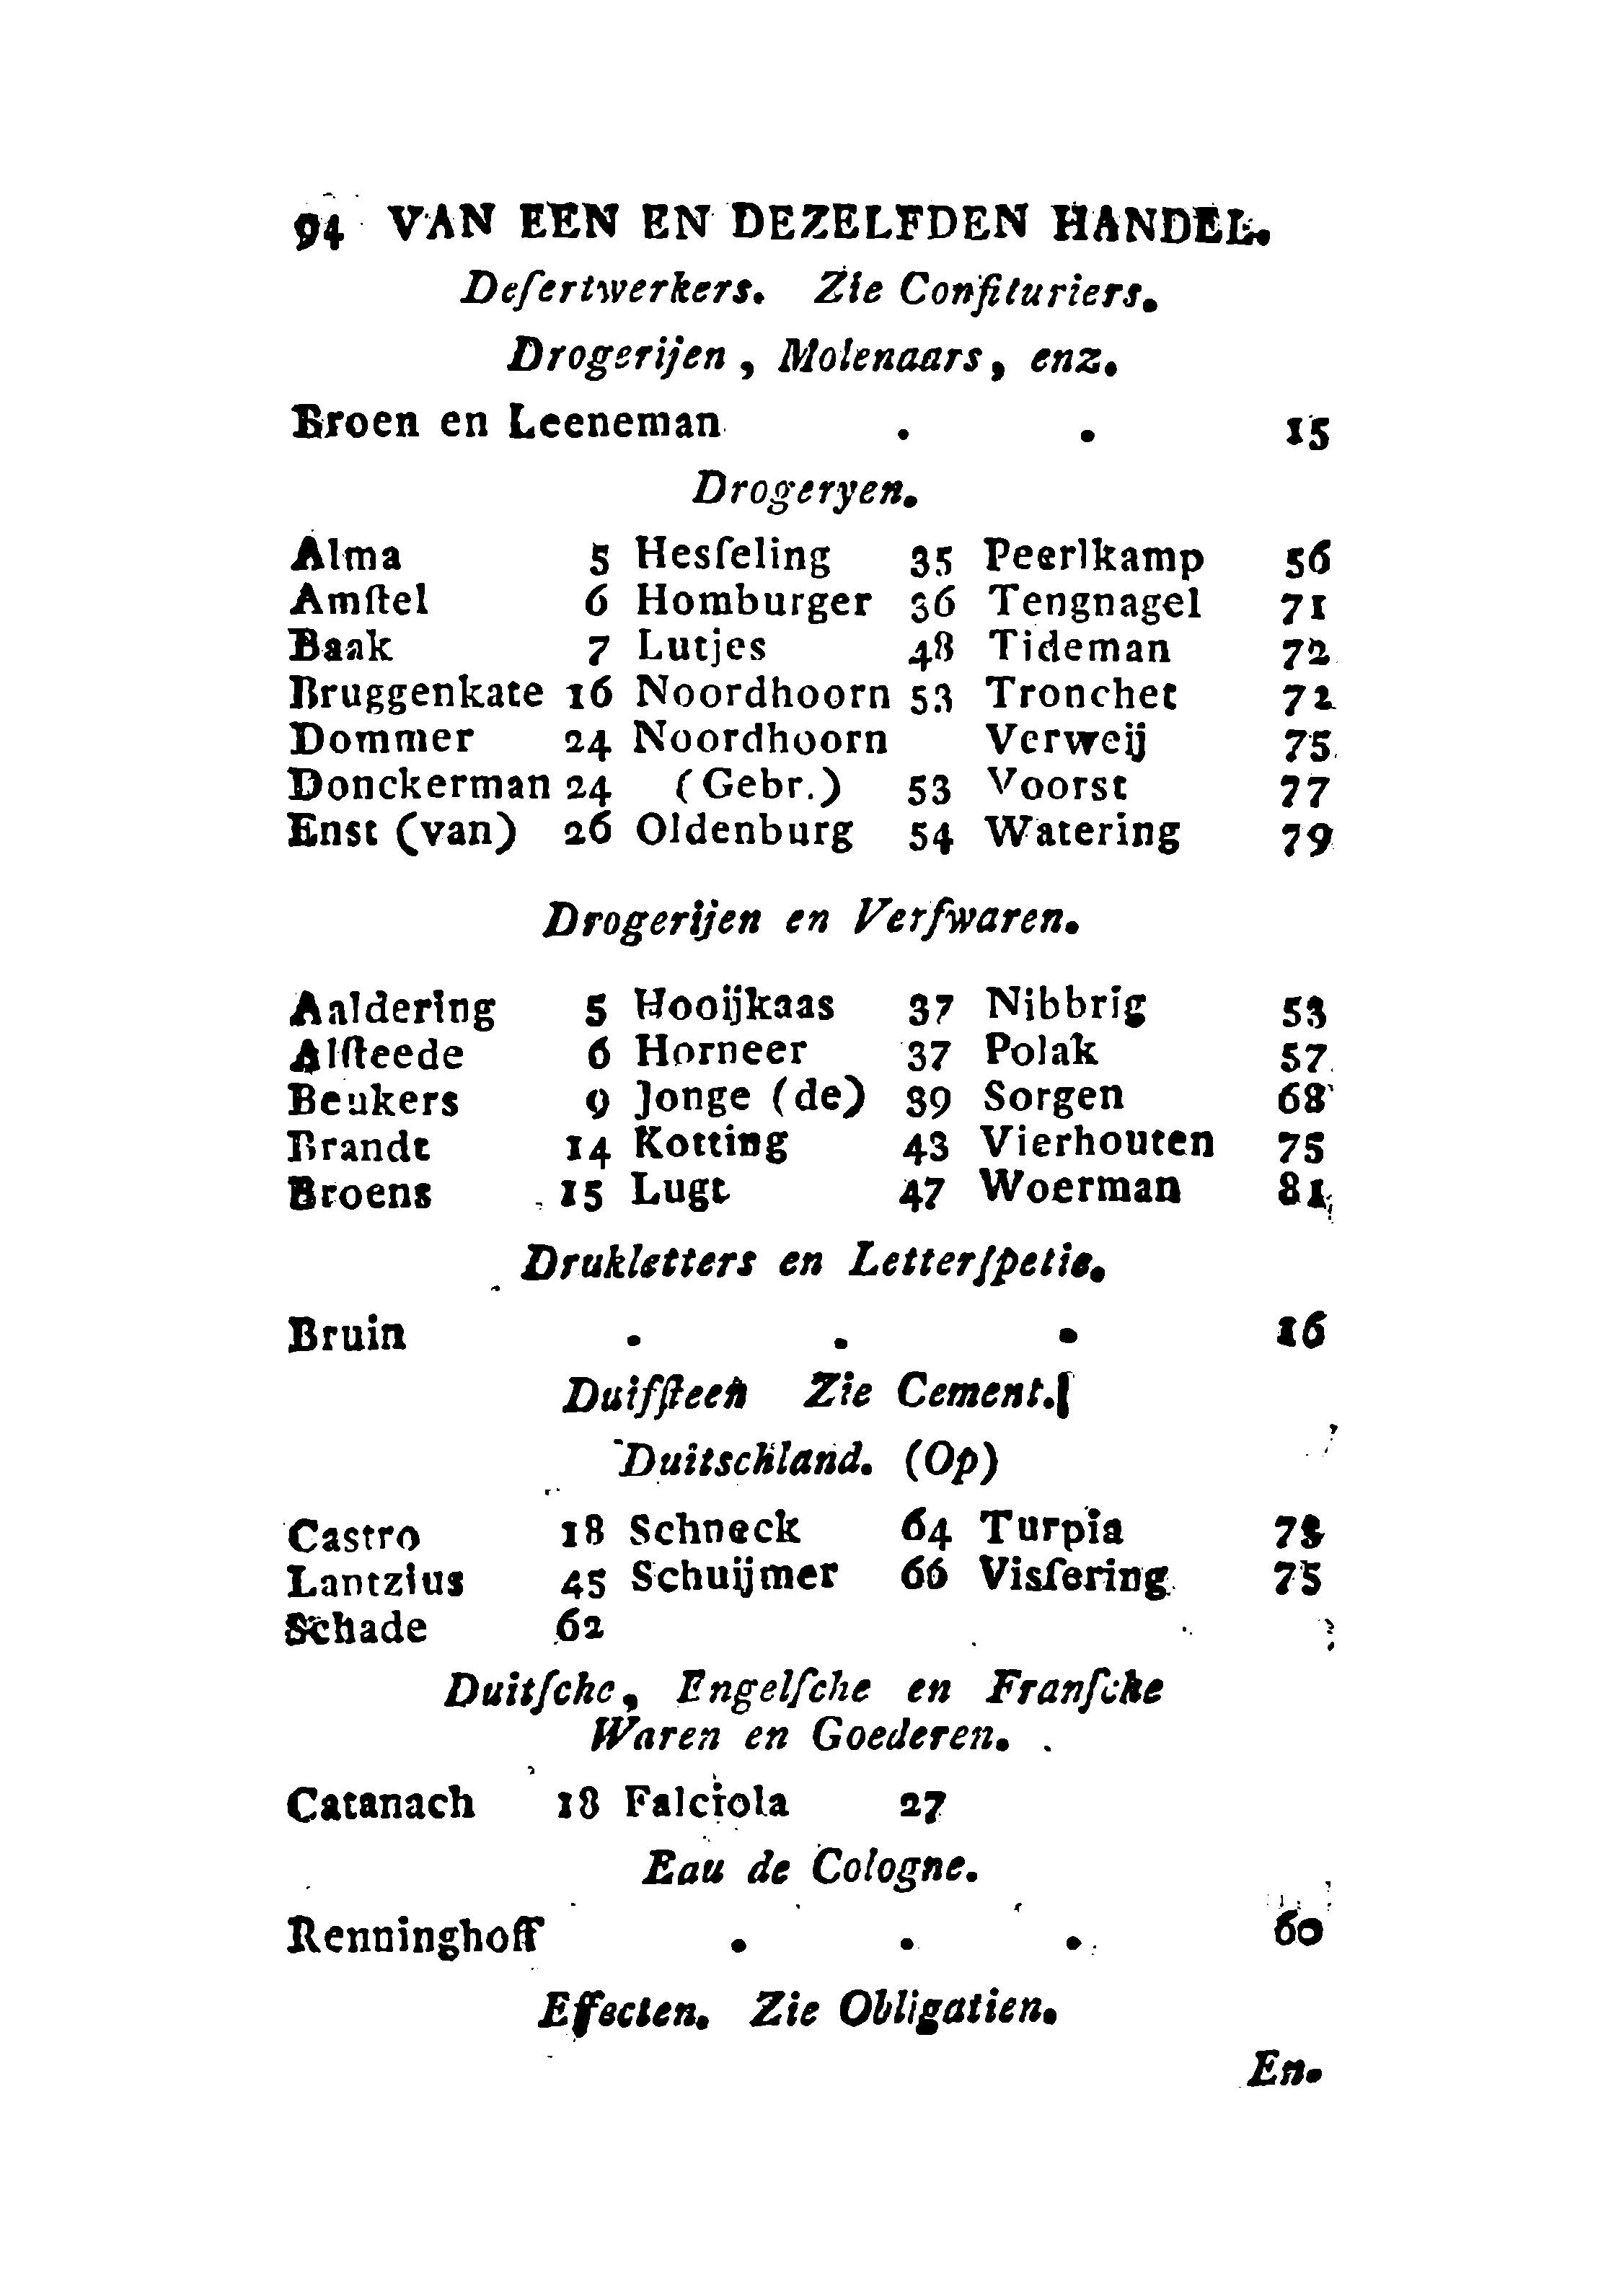 94 VAN EEN EN DEZELFDEN HANDEL.
Deſertwerkers. Zie Confituriers.
Drogerijen, Molenaars, enz.
Broen en Leeneman . . 15
Drogeryen.
Alma 5 Hesſeling 35 Peerlkamp 56
Amſtel 6 Homburger 36 Tengnagel 71
Baak 7 Lutjes 48 Tideman 72
Bruggenkate 16 Noordhoorn 53 Tronchet 72
Dommer 24 Noordhoorn Verweij 75
Donckerman 24 (Gebr.) 53 Voorst 77
Enst (van) 26 Oldenburg 54 Watering 79
Drogerijen en Verfwaren.
Aaldering 5 Hooijkaas 37 Nibbrig 53
Alſteede 6 Horneer 37 Polak 57
Beukers 9 Jonge (de) 39 Sorgen 68
Brandt 14 Kotting 43 Vierhouten 75
Broens 15 Lugt 47 Woerman 81
Drukletters en Letterſpetie.
Bruin . . . 16
Duifſteen Zie Cement.
Duitschland. (Op)
Castro 18 Schneck 64 Turpia 73
Lantzius 45 Schuijmer 66 Visſering 75
Schade 62
Duitſche, Engelſche en Franſche
Waren en Goederen.
Catanach 18 Falciola 27
Eau de Cologne.
Renninghoff . . . 60
Effecten. Zie Obligatien.
En.